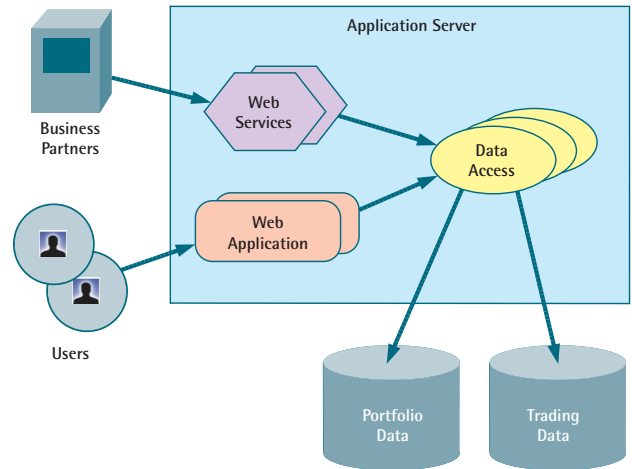 Application Server
Web
Services
Business
Partners
Data
Access
Web
Application
Users
Portfolio
Data
Trading
Data